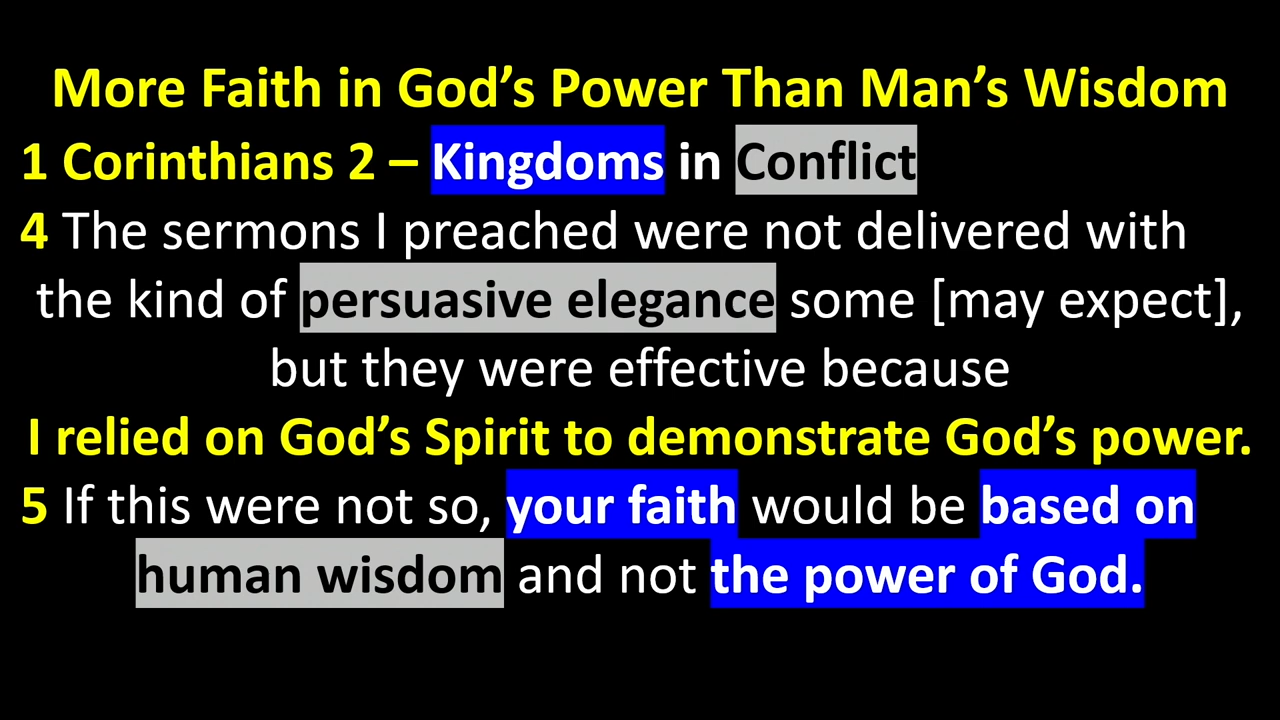 More Faith in God’s Power Than Man’s Wisdom
1 Corinthians 2 – Kingdoms in Conflict
4 The sermons I preached were not delivered with
the kind of persuasive elegance some [may expect],
but they were effective because
I relied on God’s Spirit to demonstrate God’s power.
5 If this were not so, your faith would be based on
human wisdom and not the power of God.